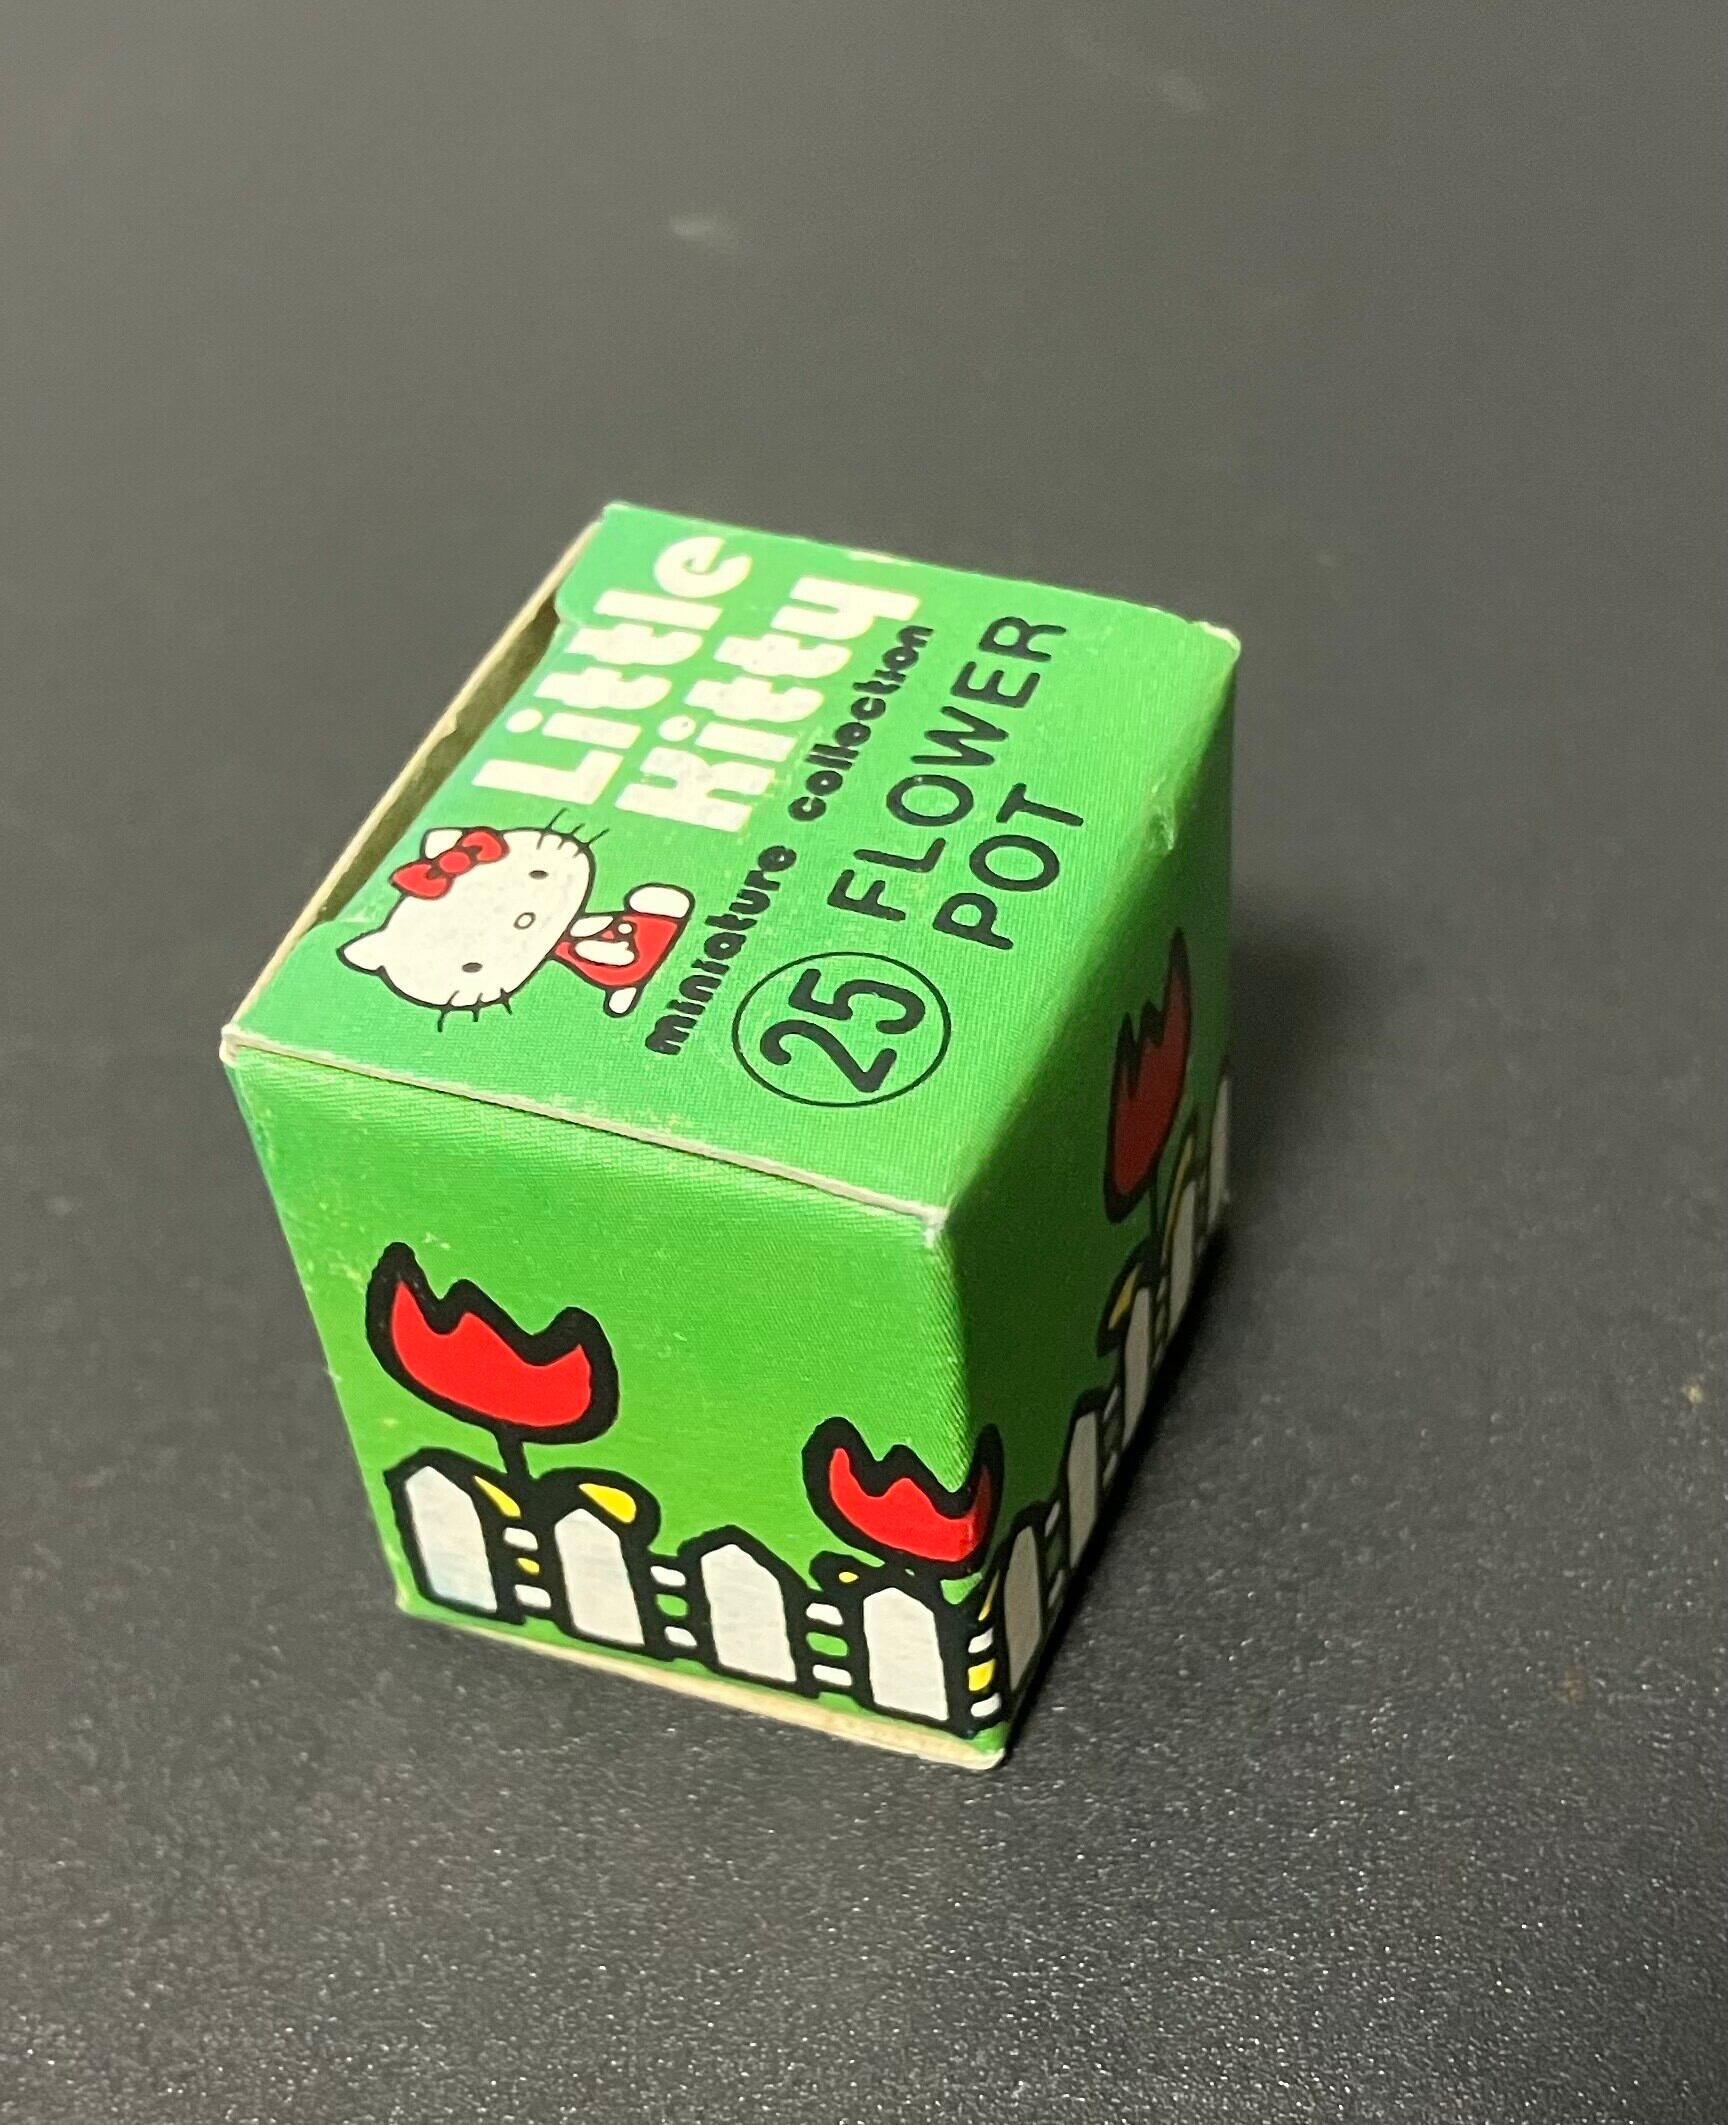 Little
Kitty
miniature collection
25 FLOWER
POT